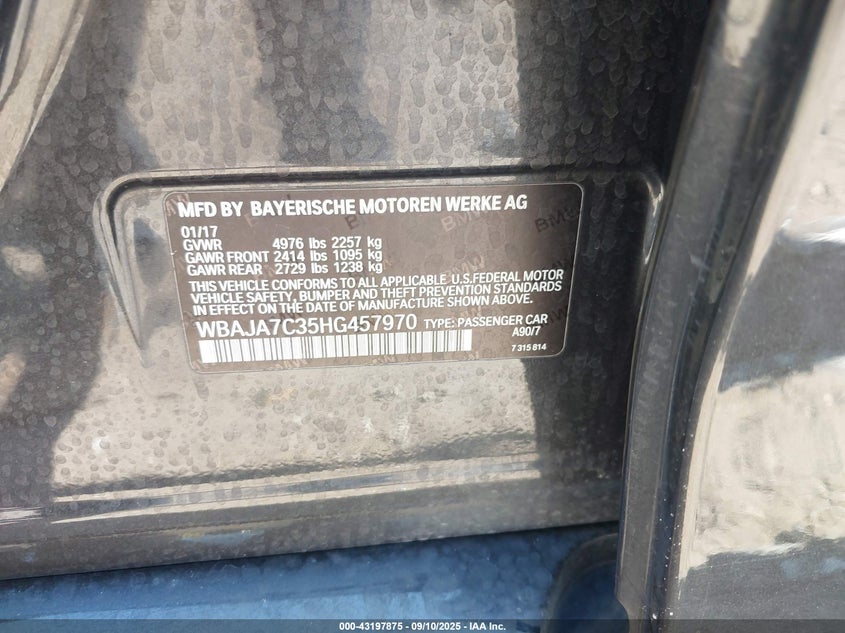 MFD BY BAYERISCHE MOTOREN WERKE AG
01/17
GVWR 4976 lbs 2257 kg
GAWR FRONT 2414 lbs 1095 kg
GAWR REAR 2729 lbs 1238 kg
THIS VEHICLE CONFORMS TO ALL APPLICABLE U.S.FEDERAL MOTOR
VEHICLE SAFETY, BUMPER AND THEFT PREVENTION STANDARDS
IN EFFECT ON THE DATE OF MANUFACTURE SHOWN ABOVE.
WBAJA7C35HG457970 TYPE: PASSENGER CAR
A90/7
7 315 814
000-43197875 - 09/10/2025 - IAA Inc.